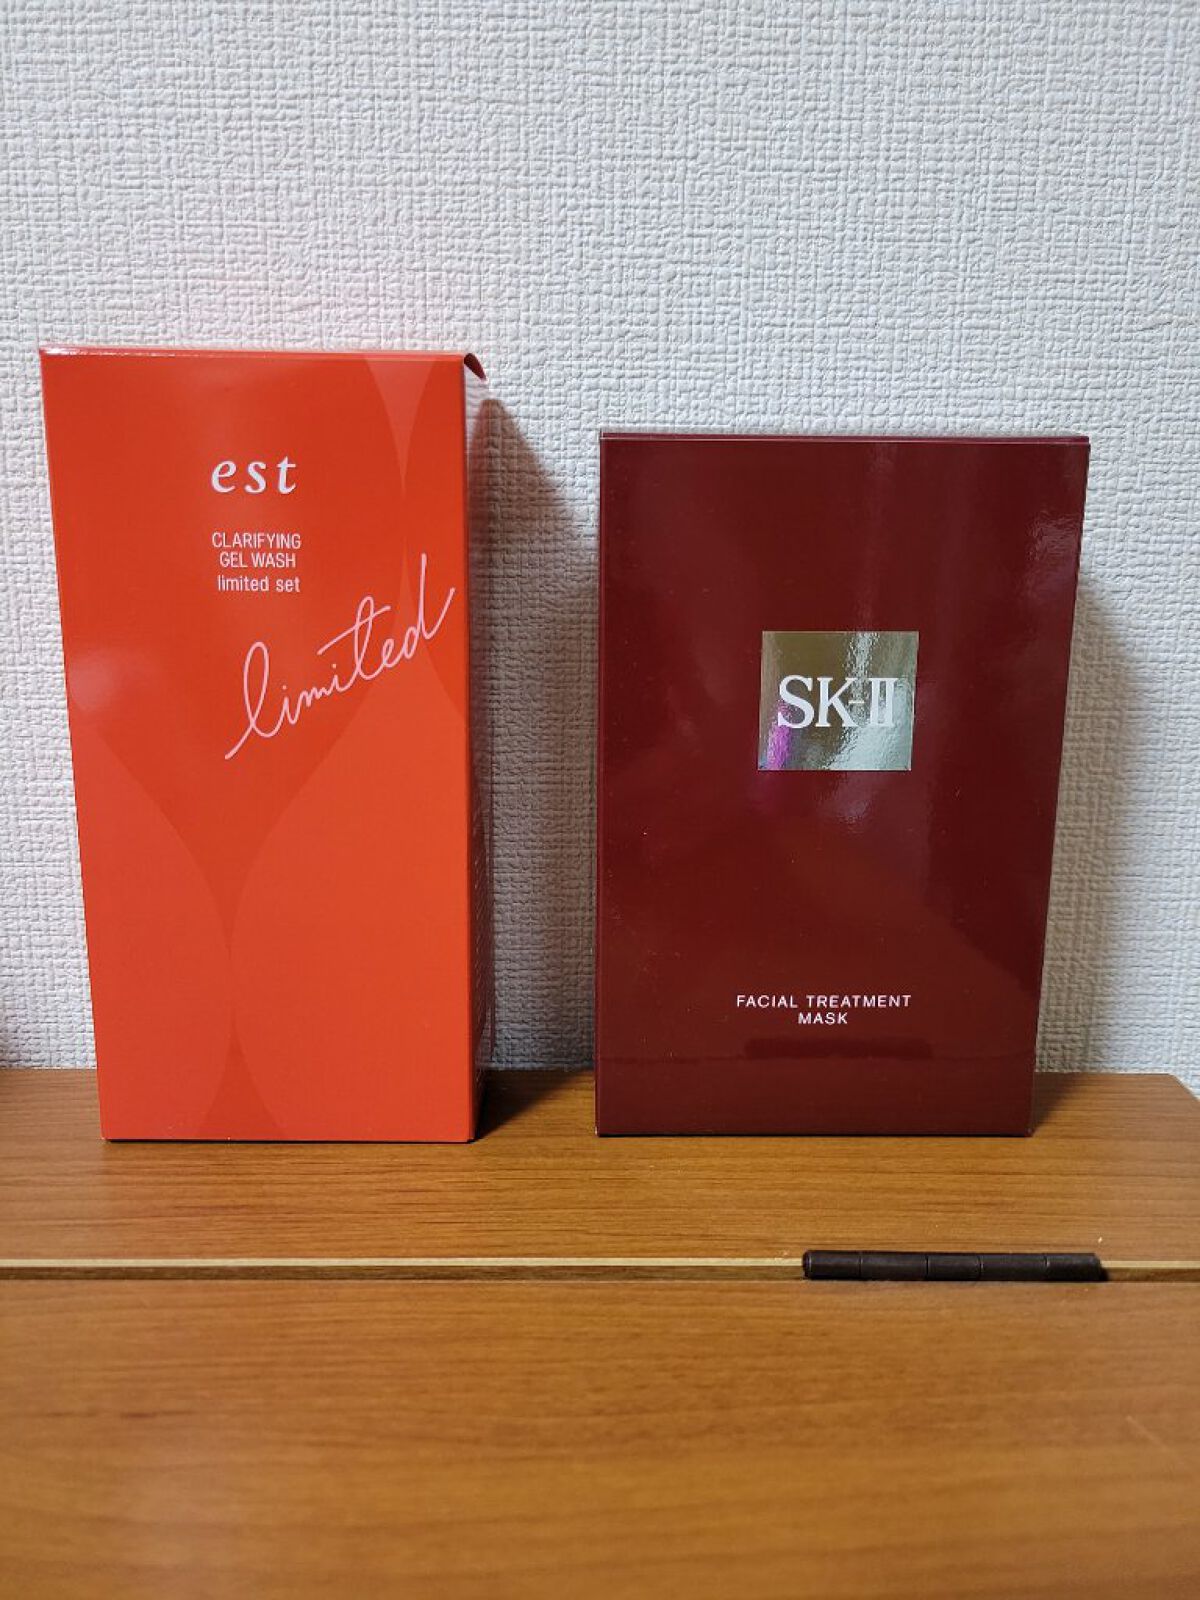 est
CLARIFYING
GEL WASH
limited set
limited
SK-II
FACIAL TREATMENT
MASK